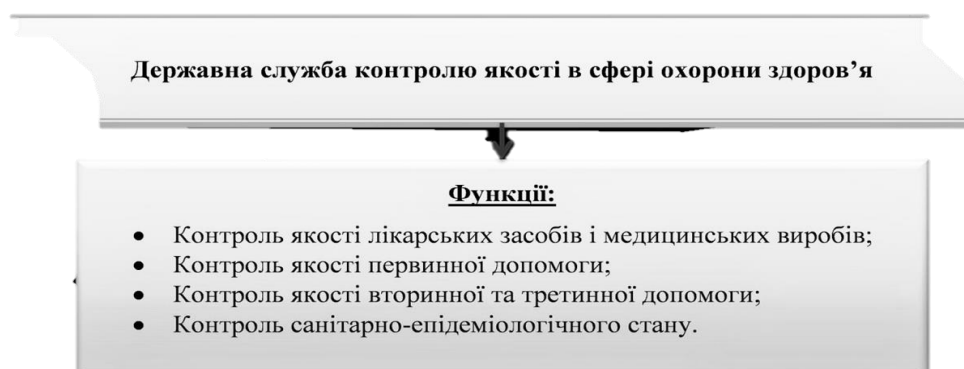 Державна служба контролю якості в сфері охорони здоров’я
Функції:
• Контроль якості лікарських засобів і медицинських виробів;
• Контроль якості первинної допомоги;
• Контроль якості вторинної та третинної допомоги;
• Контроль санітарно-епідеміологічного стану.